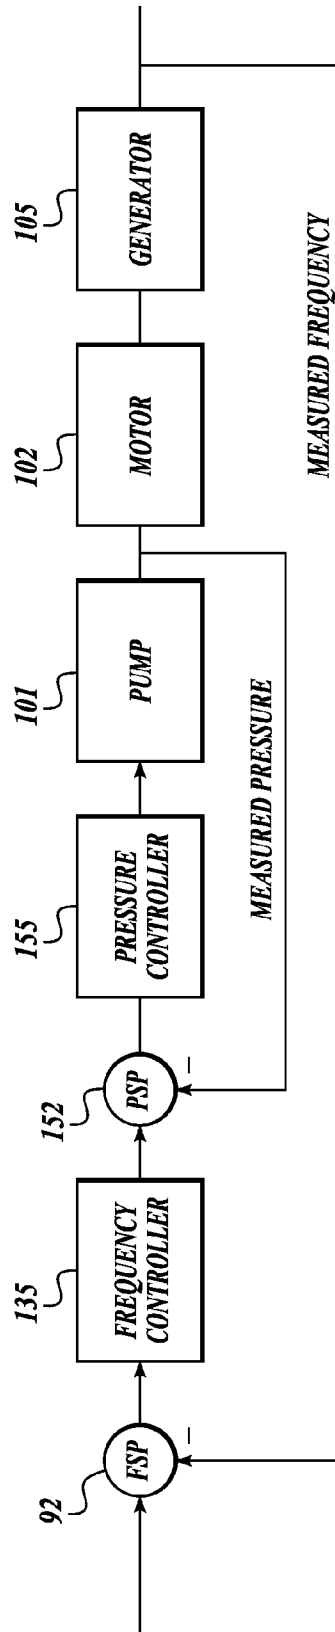 92
FSP
–
135
FREQUENCY
CONTROLLER
152
PSP
–
155
PRESSURE
CONTROLLER
101
PUMP
102
MOTOR
105
GENERATOR
MEASURED PRESSURE
MEASURED FREQUENCY